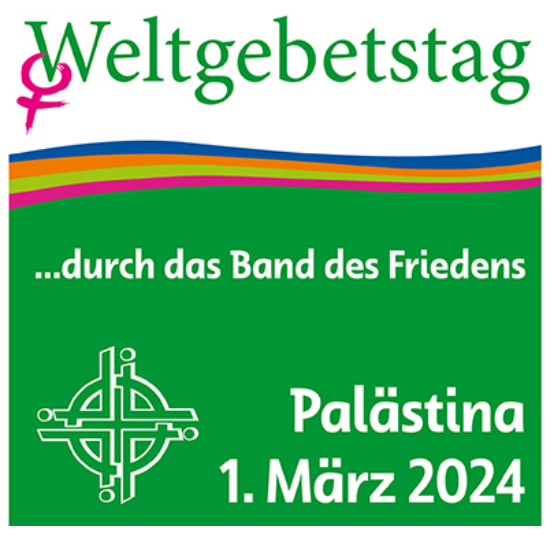 Weltgebetstag
...durch das Band des Friedens
Palästina
1. März 2024